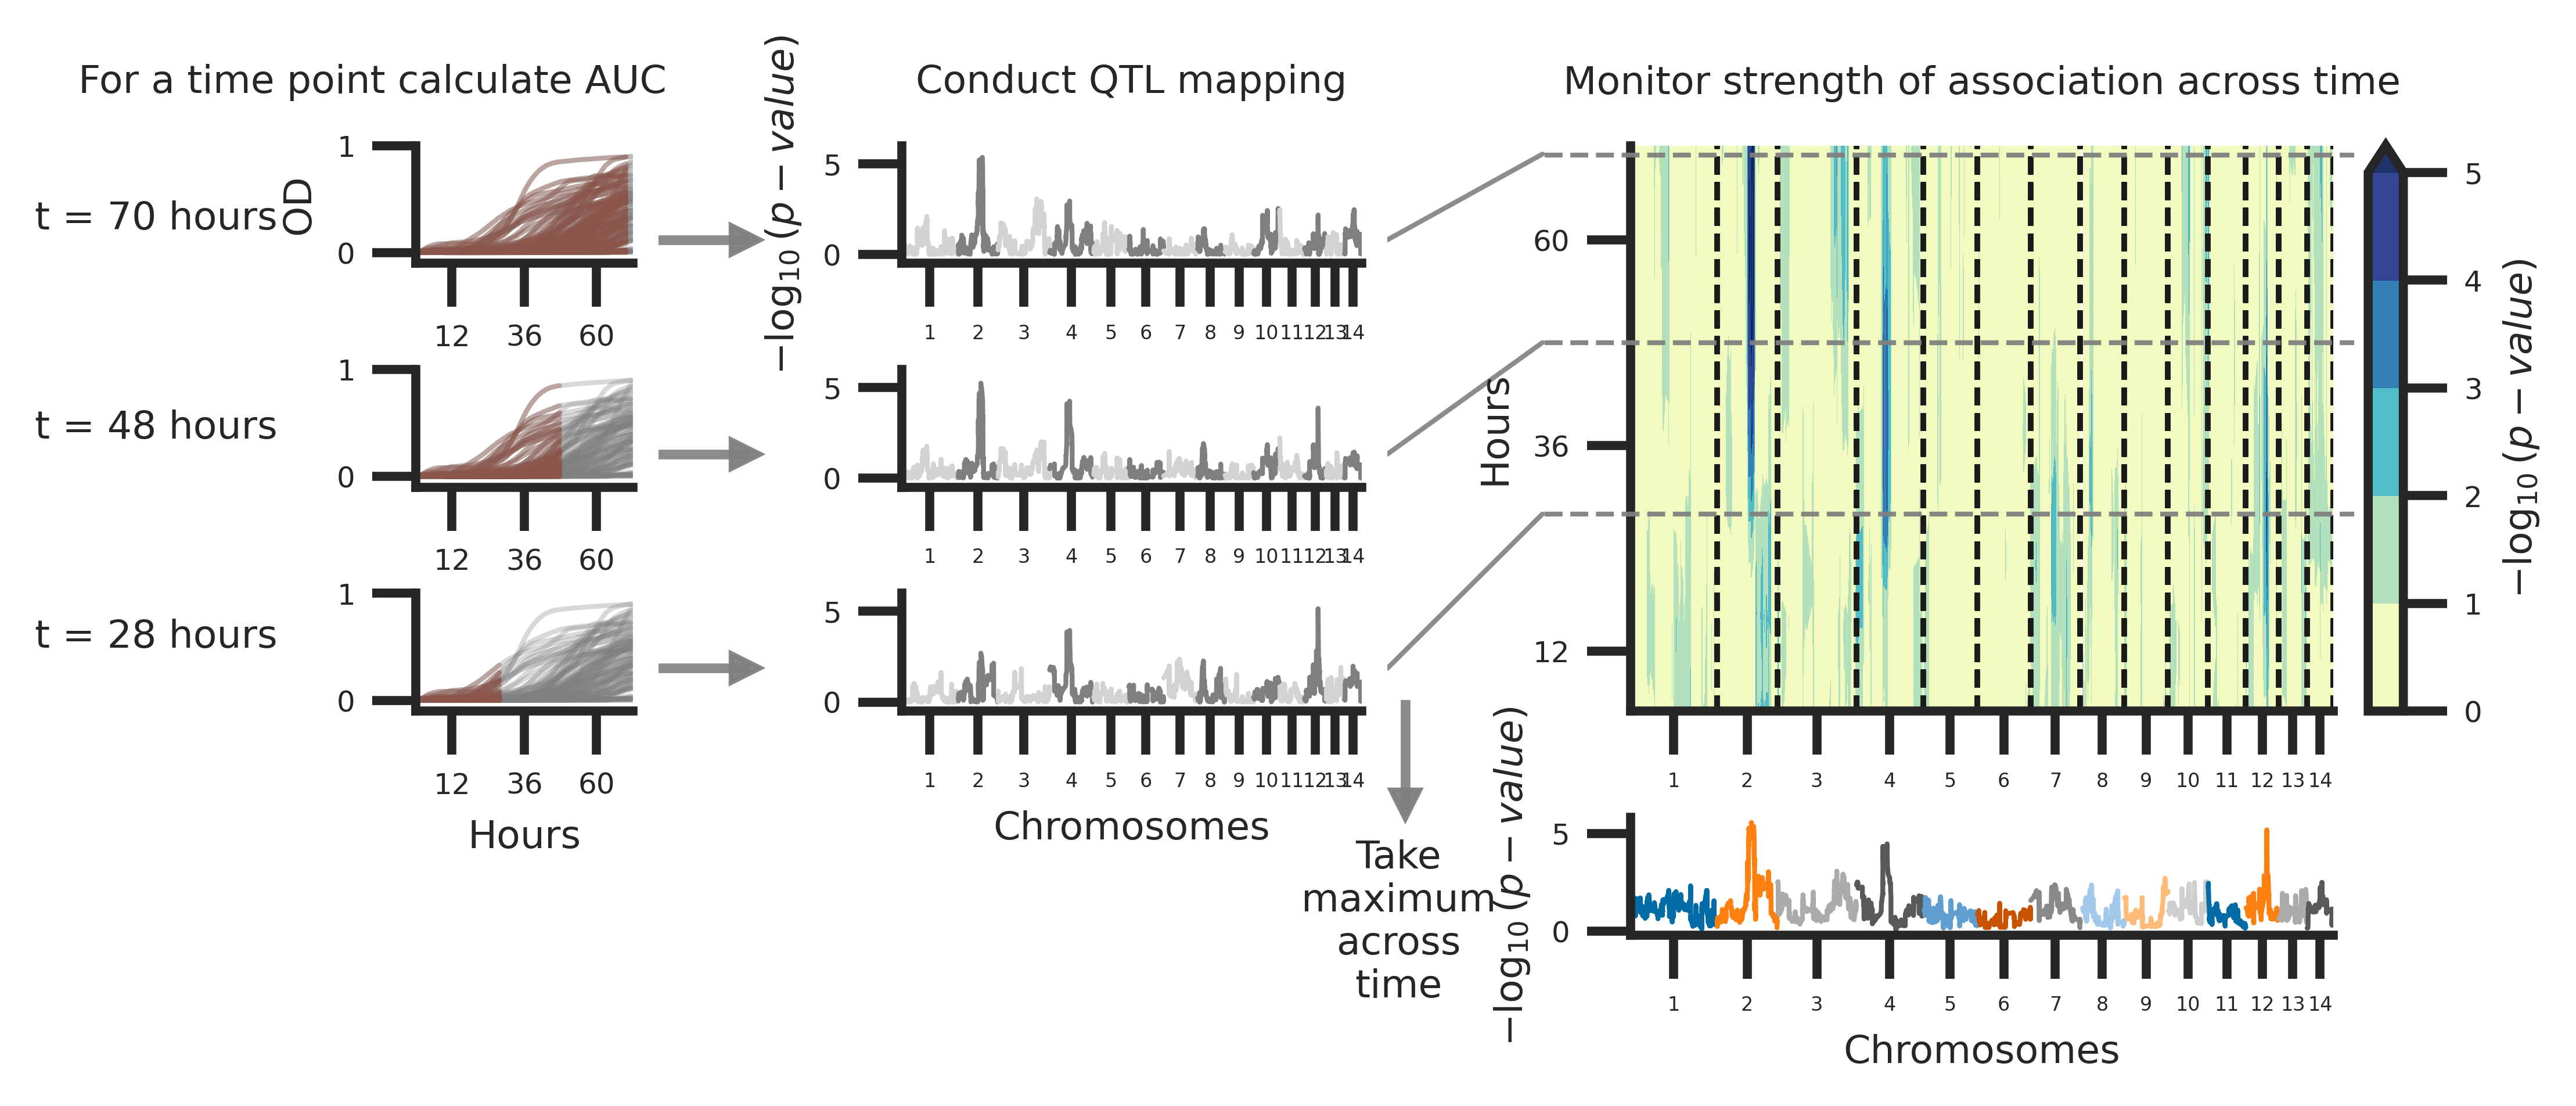 For a time point calculate AUC
Conduct QTL mapping
Monitor strength of association across time
t = 70 hours
OD
1
0
12 36 60
t = 48 hours
1
0
12 36 60
t = 28 hours
1
0
12 36 60
Hours
−log10 (p − value)
5
0
1 2 3 4 5 6 7 8 9 10 11 12 13 14
5
0
1 2 3 4 5 6 7 8 9 10 11 12 13 14
5
0
1 2 3 4 5 6 7 8 9 10 11 12 13 14
Chromosomes
Take
maximum
across
time
Hours
60
36
12
1 2 3 4 5 6 7 8 9 10 11 12 13 14
5
4
3
2
1
0
−log10 (p − value)
−log10 (p − value)
5
0
1 2 3 4 5 6 7 8 9 10 11 12 13 14
Chromosomes